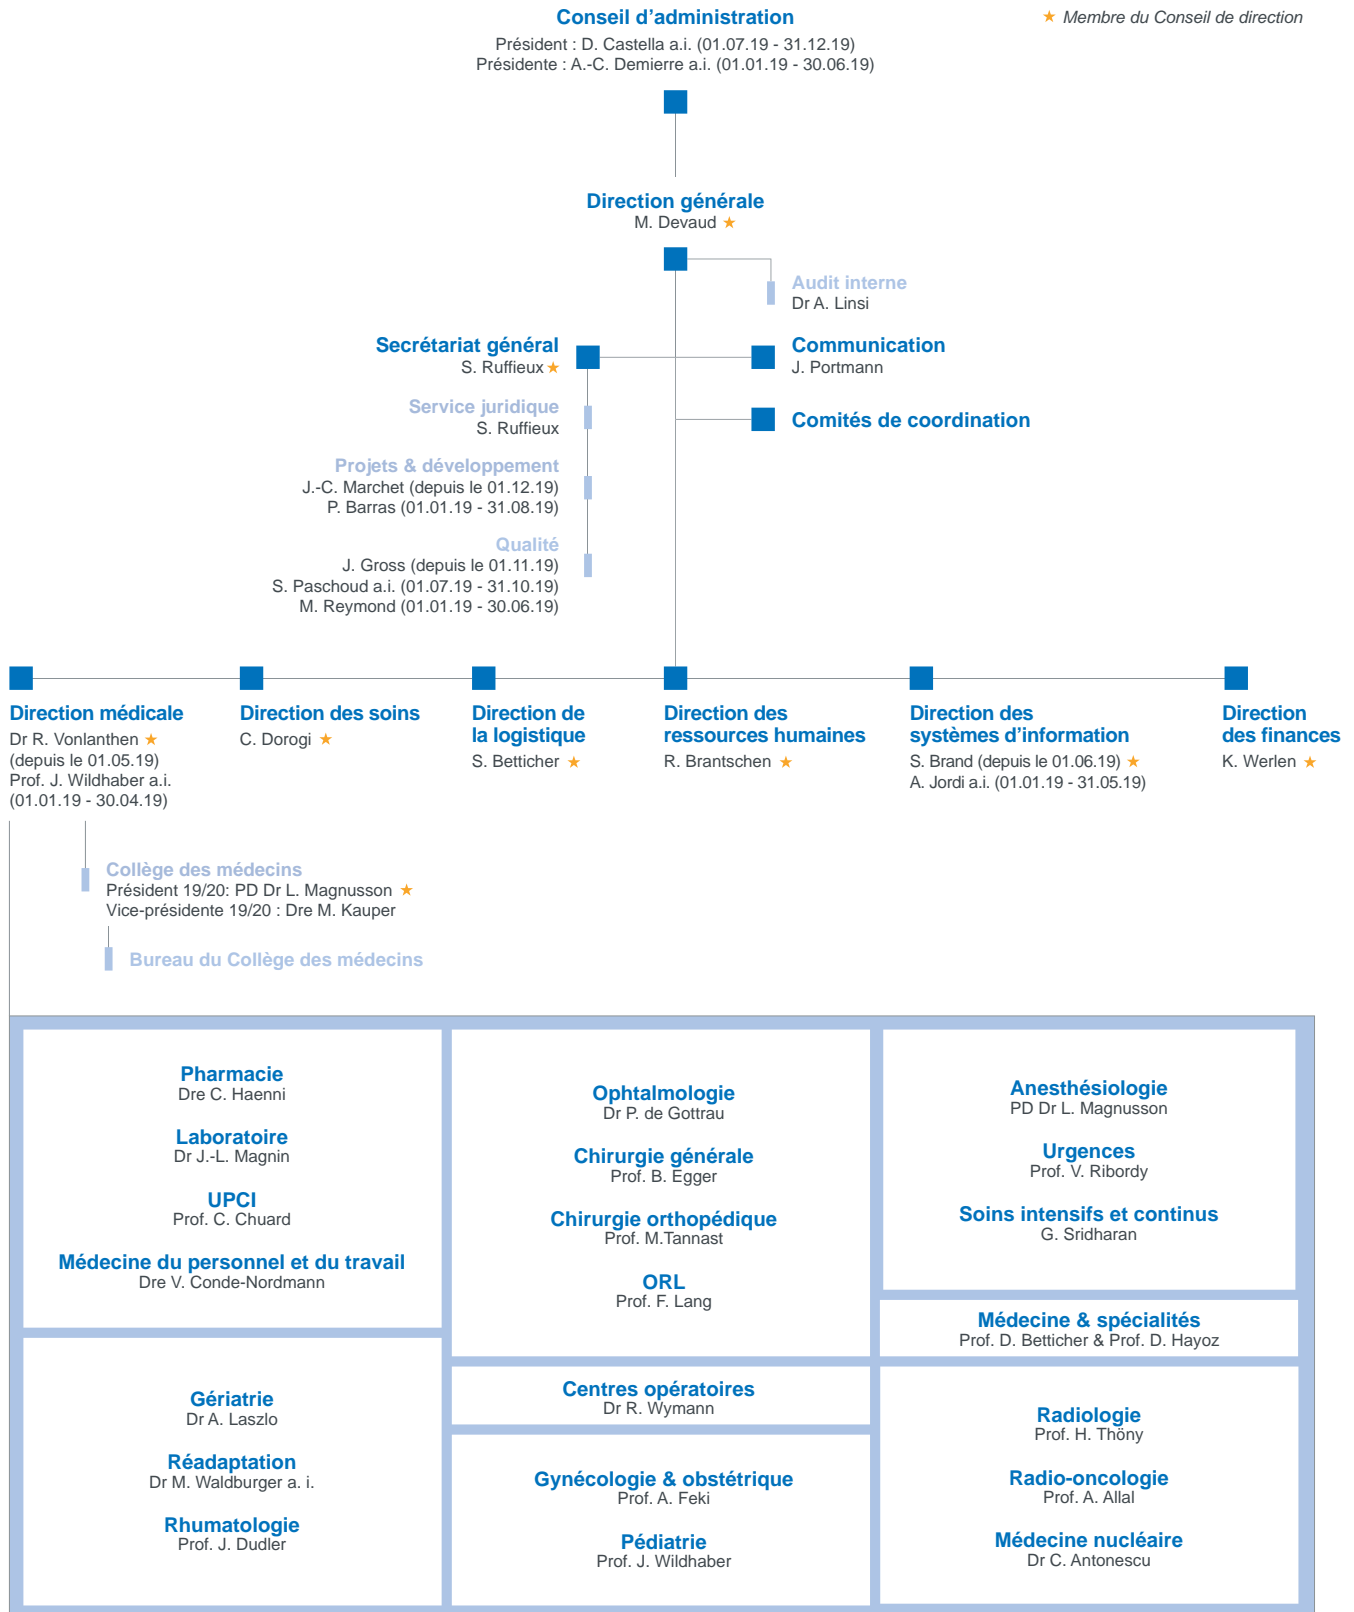 Conseil d’administration
Président : D. Castella a.i. (01.07.19 - 31.12.19)
Présidente : A.-C. Demierre a.i. (01.01.19 - 30.06.19)
★ Membre du Conseil de direction
Direction générale
M. Devaud ★
Audit interne
Dr A. Linsi
Secrétariat général
S. Ruffieux ★
Communication
J. Portmann
Service juridique
S. Ruffieux
Comités de coordination
Projets & développement
J.-C. Marchet (depuis le 01.12.19)
P. Barras (01.01.19 - 31.08.19)
Qualité
J. Gross (depuis le 01.11.19)
S. Paschoud a.i. (01.07.19 - 31.10.19)
M. Reymond (01.01.19 - 30.06.19)
Direction médicale
Dr R. Vonlanthen ★
(depuis le 01.05.19)
Prof. J. Wildhaber a.i.
(01.01.19 - 30.04.19)
Direction des soins
C. Dorogi ★
Direction de
la logistique
S. Betticher ★
Direction des
ressources humaines
R. Brantschen ★
Direction des
systèmes d’information
S. Brand (depuis le 01.06.19) ★
A. Jordi a.i. (01.01.19 - 31.05.19)
Direction
des finances
K. Werlen ★
Collège des médecins
Président 19/20: PD Dr L. Magnusson ★
Vice-présidente 19/20 : Dre M. Kauper
Bureau du Collège des médecins
Pharmacie
Dre C. Haenni
Laboratoire
Dr J.-L. Magnin
UPCI
Prof. C. Chuard
Médecine du personnel et du travail
Dre V. Conde-Nordmann
Gériatrie
Dr A. Laszlo
Réadaptation
Dr M. Waldburger a. i.
Rhumatologie
Prof. J. Dudler
Ophtalmologie
Dr P. de Gottrau
Chirurgie générale
Prof. B. Egger
Chirurgie orthopédique
Prof. M.Tannast
ORL
Prof. F. Lang
Centres opératoires
Dr R. Wymann
Gynécologie & obstétrique
Prof. A. Feki
Pédiatrie
Prof. J. Wildhaber
Anesthésiologie
PD Dr L. Magnusson
Urgences
Prof. V. Ribordy
Soins intensifs et continus
G. Sridharan
Médecine & spécialités
Prof. D. Betticher & Prof. D. Hayoz
Radiologie
Prof. H. Thöny
Radio-oncologie
Prof. A. Allal
Médecine nucléaire
Dr C. Antonescu